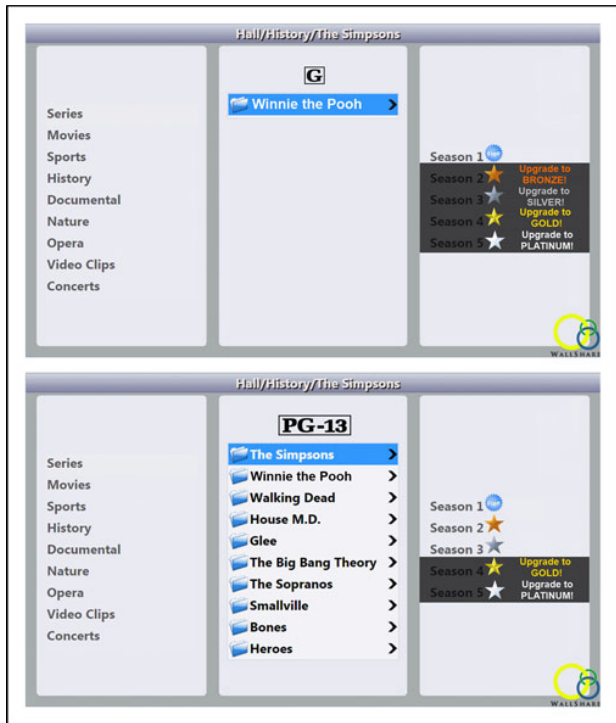 Hall/History/The Simpsons
G
Winnie the Pooh
Series
Movies
Sports
History
Documental
Nature
Opera
Video Clips
Concerts
Season 1
Season 2 Upgrade to BRONZE!
Season 3 Upgrade to SILVER!
Season 4 Upgrade to GOLD!
Season 5 Upgrade to PLATINUM!
WALLSHARE
Hall/History/The Simpsons
PG-13
The Simpsons
Winnie the Pooh
Walking Dead
House M.D.
Glee
The Big Bang Theory
The Sopranos
Smallville
Bones
Heroes
Series
Movies
Sports
History
Documental
Nature
Opera
Video Clips
Concerts
Season 1
Season 2
Season 3
Season 4 Upgrade to GOLD!
Season 5 Upgrade to PLATINUM!
WALLSHARE